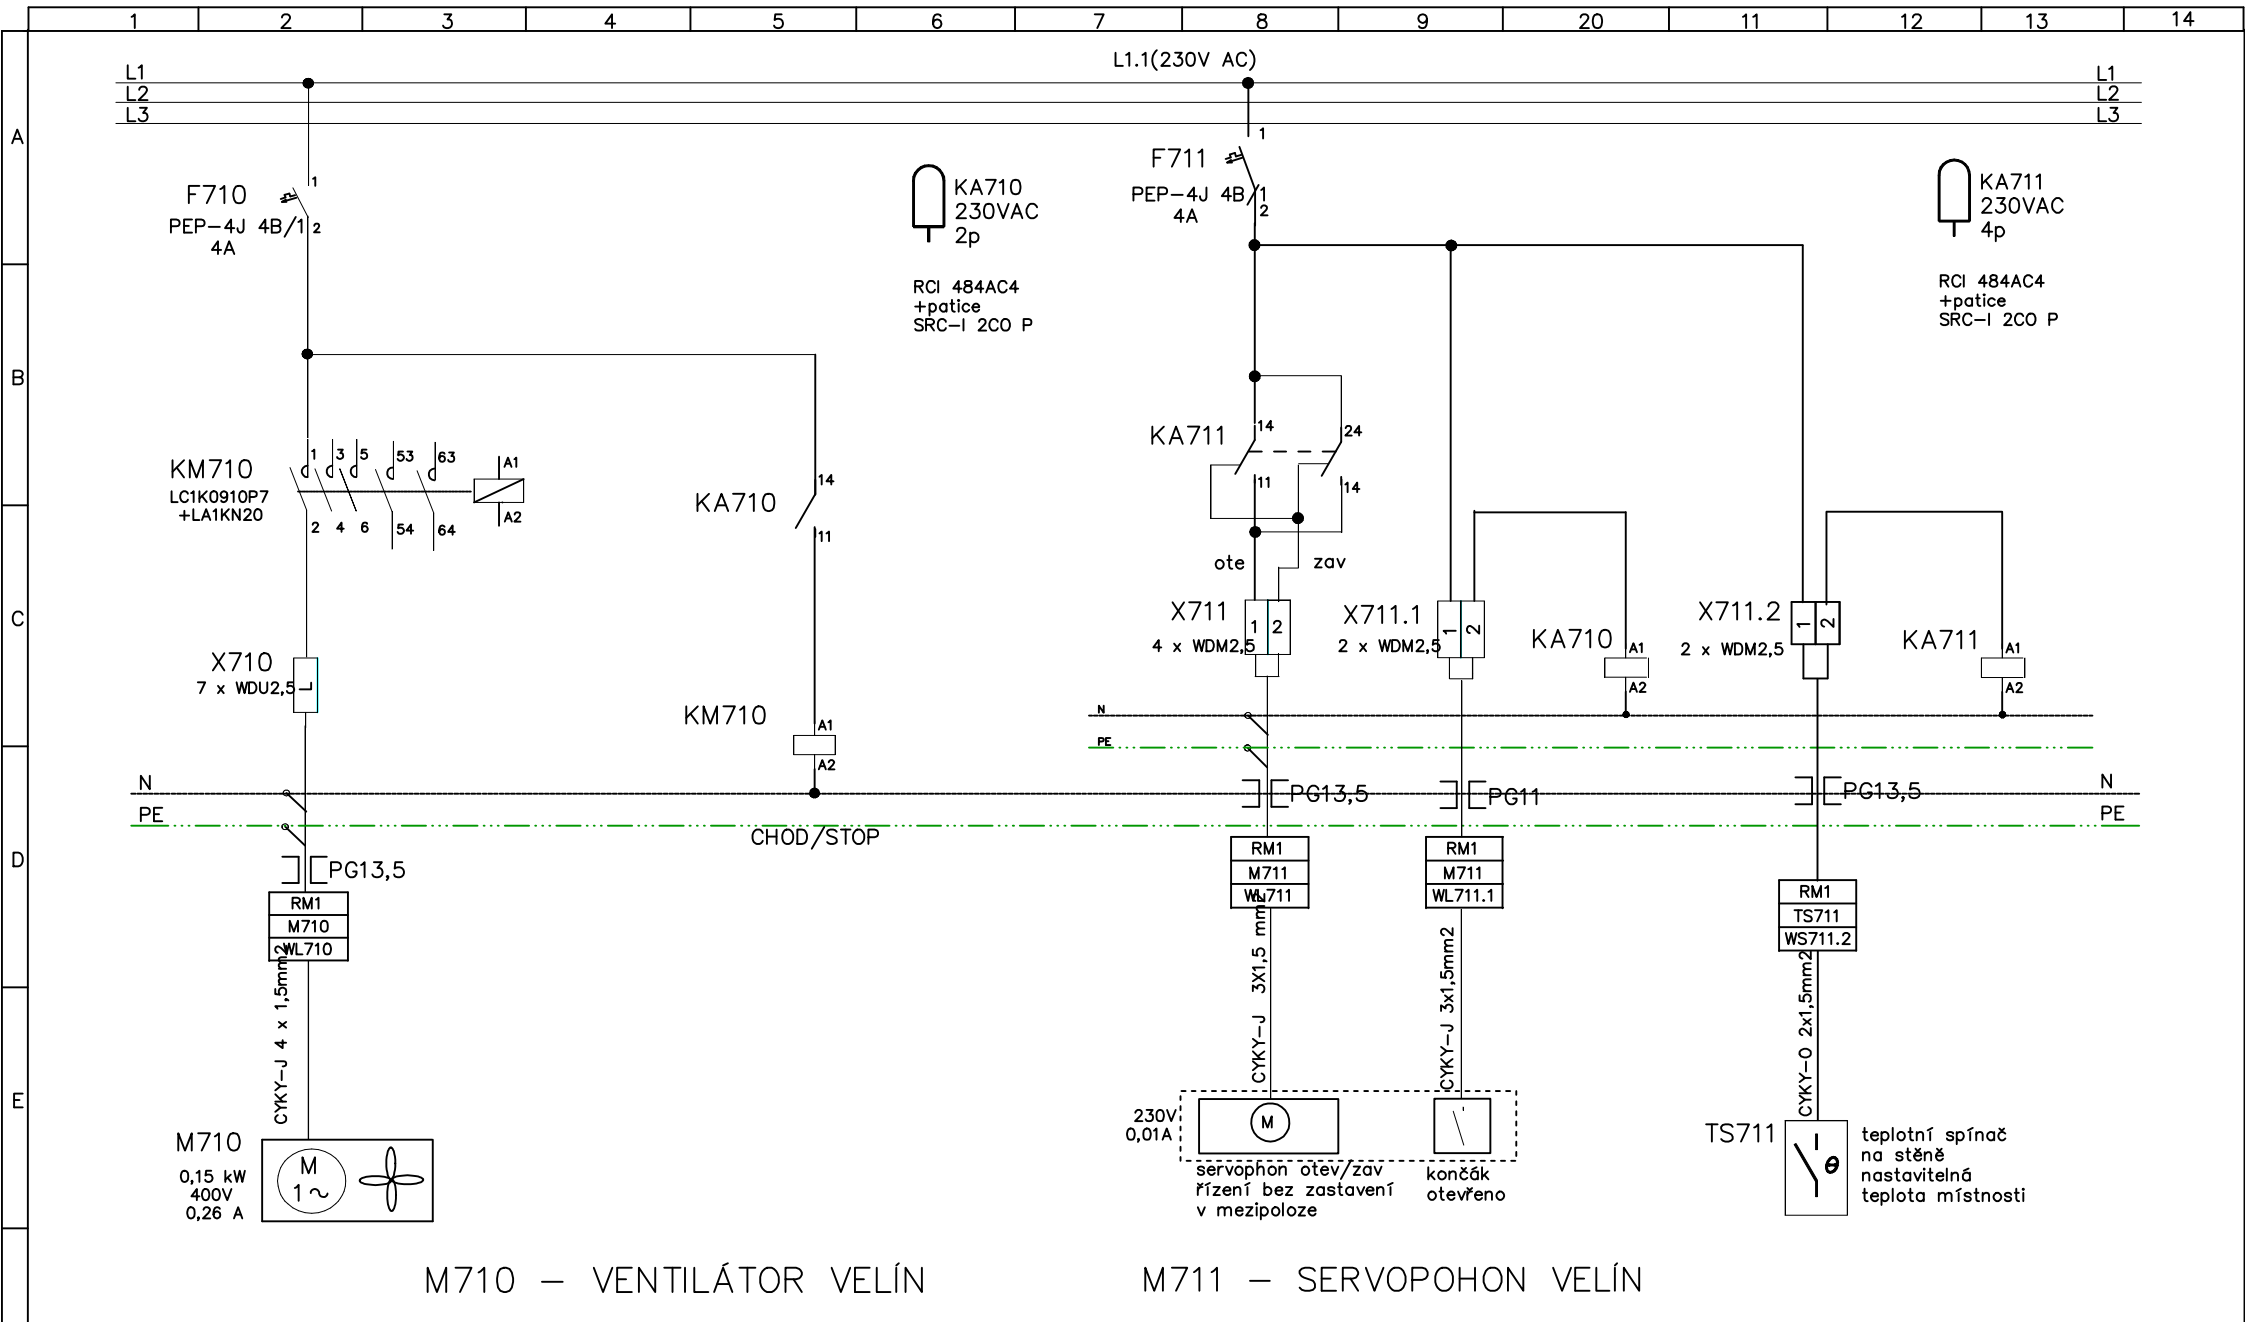 1 2 3 4 5 6 7 8 9 20 11 12 13 14
A
B
C
D
E
L1.1(230V AC)
L1
L2
L3
L1
L2
L3
F710
PEP-4J 4B/1
4A
1
2
KA710
230VAC
2p
RCI 484AC4
+patice
SRC-I 2CO P
F711
PEP-4J 4B/1
4A
1
2
KA711
230VAC
4p
RCI 484AC4
+patice
SRC-I 2CO P
KM710
LC1K0910P7
+LA1KN20
1 3 5 53 63 A1
2 4 6 54 64 A2
KA710
14
11
KA711
14 24
11 14
ote zav
X710
7 x WDU2,5
L
KM710
A1
A2
X711
4 x WDM2,5
1 2
X711.1
2 x WDM2,5
1 2
KA710
A1
A2
X711.2
2 x WDM2,5
1 2
KA711
A1
A2
N
PE
N
PE
N
PE
CHOD/STOP
PG13,5
PG13,5
PG11
PG13,5
RM1
M710
WL710
RM1
M711
WL711
RM1
M711
WL711.1
RM1
TS711
WS711.2
CYKY-J 4 x 1,5mm2
CYKY-J 3X1,5 mm2
CYKY-J 3x1,5mm2
CYKY-O 2x1,5mm2
M710
0,15 kW
400V
0,26 A
M
1~
230V
0,01A
M
servophon otev/zav
řízení bez zastavení
v mezipoloze
končák
otevřeno
TS711
θ
teplotní spínač
na stěně
nastavitelná
teplota místnosti
M710 - VENTILÁTOR VELÍN
M711 - SERVOPOHON VELÍN